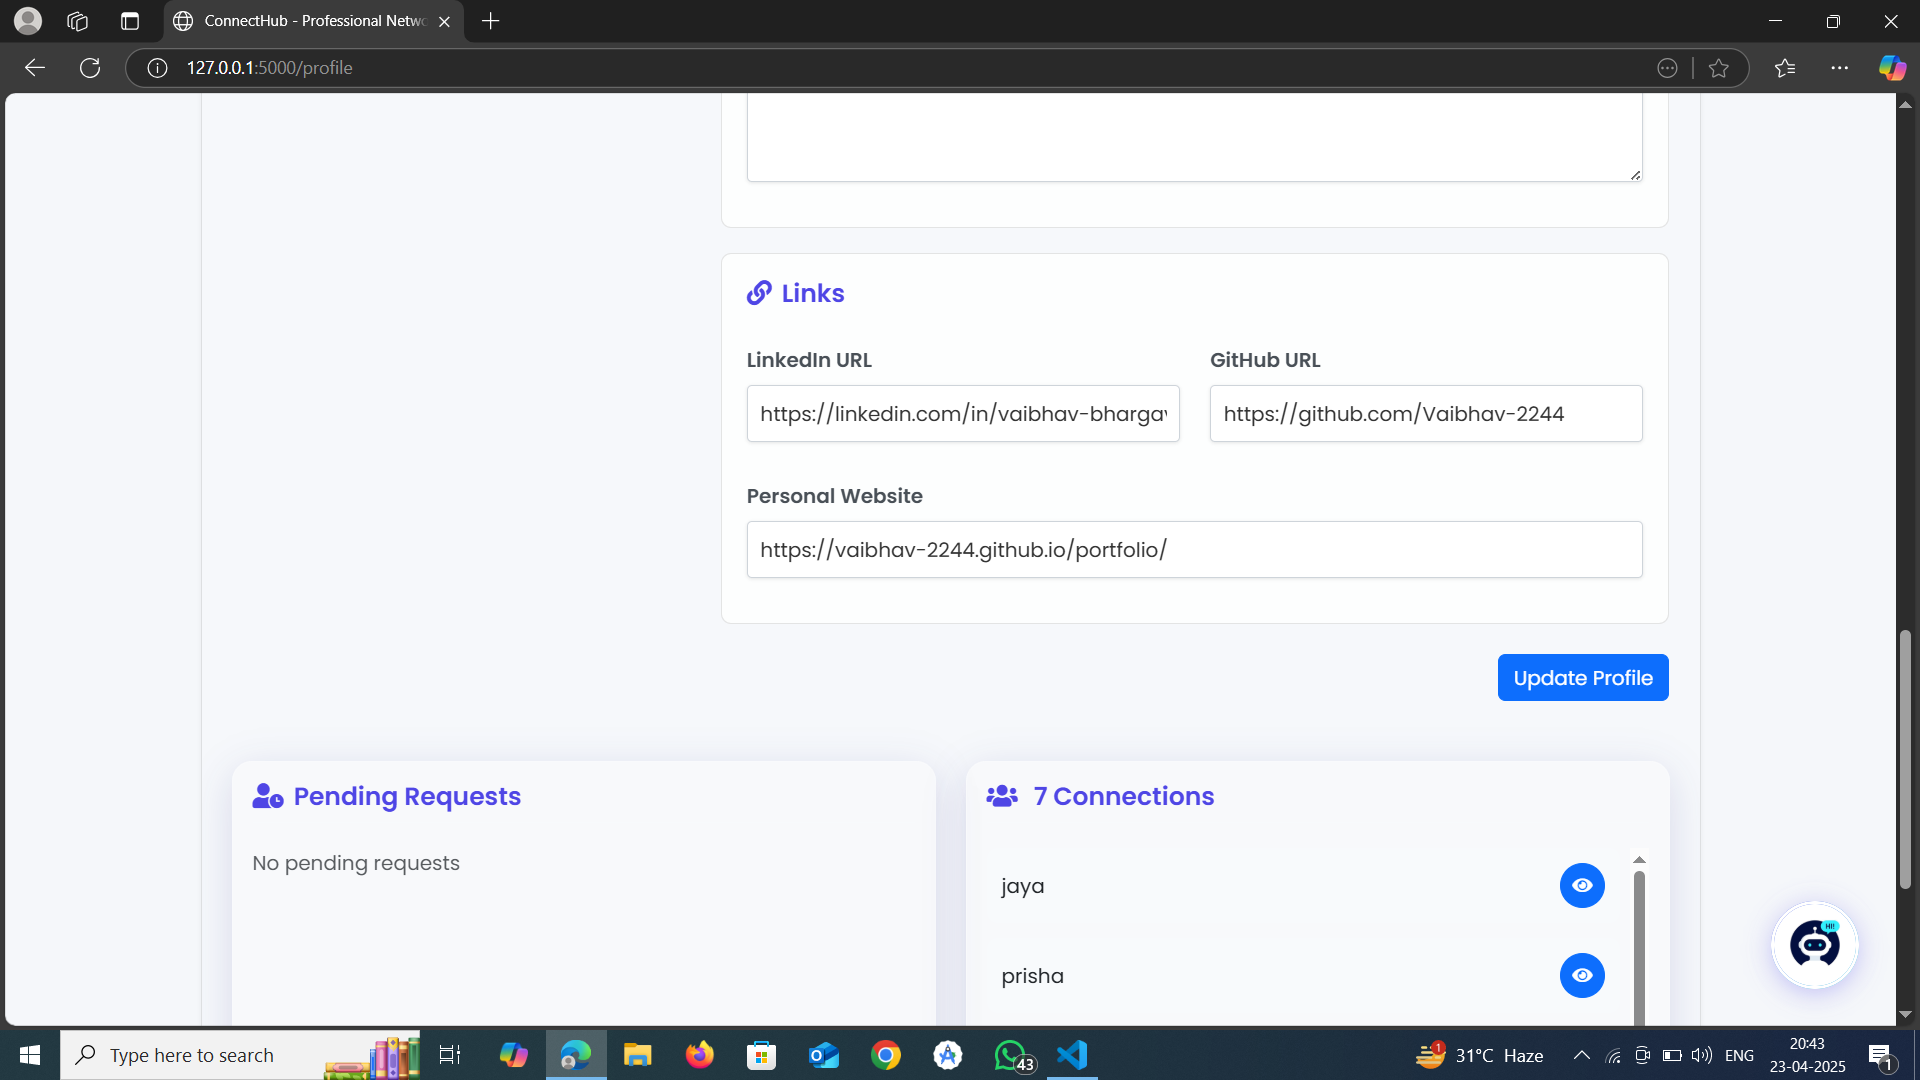 ConnectHub - Professional Netwo
127.0.0.1:5000/profile
Links
LinkedIn URL
GitHub URL
https://linkedin.com/in/vaibhav-bhargav
https://github.com/Vaibhav-2244
Personal Website
https://vaibhav-2244.github.io/portfolio/
Update Profile
Pending Requests
7 Connections
No pending requests
jaya
prisha
HI!
Type here to search
43
1
31°C Haze
ENG
20:43
23-04-2025
1